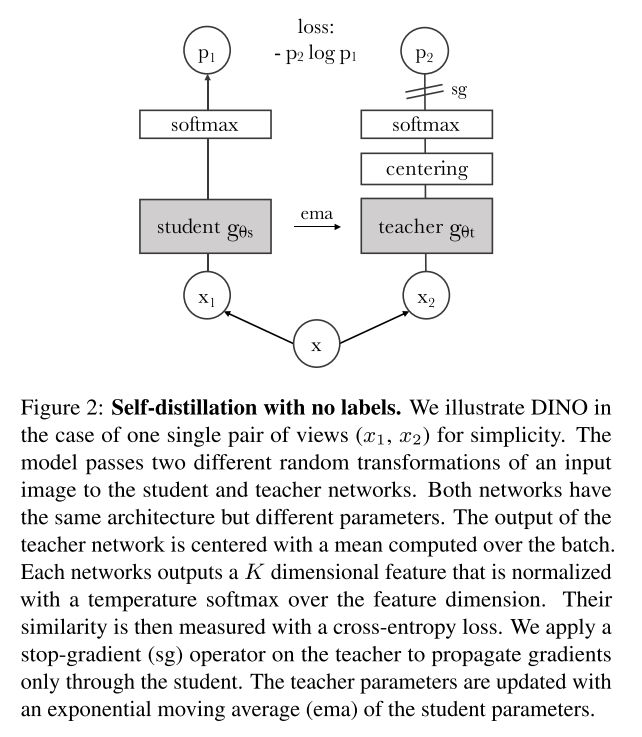 loss:
- p2 log p1
p1
p2
sg
softmax
softmax
centering
student gθs
ema
teacher gθt
x1
x2
x
Figure 2: Self-distillation with no labels. We illustrate DINO in
the case of one single pair of views (x1, x2) for simplicity. The
model passes two different random transformations of an input
image to the student and teacher networks. Both networks have
the same architecture but different parameters. The output of the
teacher network is centered with a mean computed over the batch.
Each networks outputs a K dimensional feature that is normalized
with a temperature softmax over the feature dimension. Their
similarity is then measured with a cross-entropy loss. We apply a
stop-gradient (sg) operator on the teacher to propagate gradients
only through the student. The teacher parameters are updated with
an exponential moving average (ema) of the student parameters.